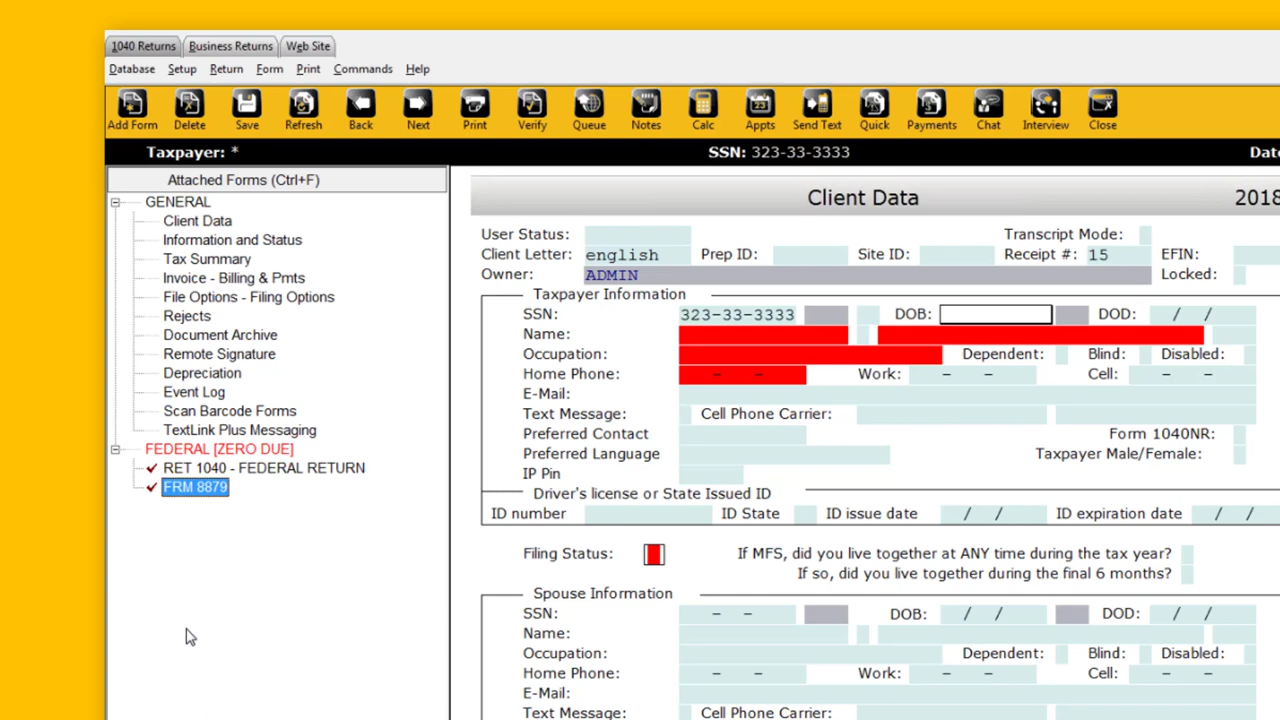 1040 Returns Business Returns Web Site
Database Setup Return Form Print Commands Help
Add Form Delete Save Refresh Back Next Print Verify Queue Notes Calc Appts Send Text Quick Payments Chat Interview Close
Taxpayer: * SSN: 323-33-3333 Date
Attached Forms (Ctrl+F)
GENERAL
Client Data
Information and Status
Tax Summary
Invoice - Billing & Pmts
File Options - Filing Options
Rejects
Document Archive
Remote Signature
Depreciation
Event Log
Scan Barcode Forms
TextLink Plus Messaging
FEDERAL [ZERO DUE]
RET 1040 - FEDERAL RETURN
FRM 8879
Client Data 2018
User Status: Transcript Mode:
Client Letter: english Prep ID: Site ID: Receipt #: 15 EFIN:
Owner: ADMIN Locked:
Taxpayer Information
SSN: 323-33-3333 DOB: DOD: / /
Name:
Occupation: Dependent: Blind: Disabled:
Home Phone: - - Work: - - Cell: - -
E-Mail:
Text Message: Cell Phone Carrier:
Preferred Contact Form 1040NR:
Preferred Language Taxpayer Male/Female:
IP Pin
Driver's license or State Issued ID
ID number ID State ID issue date / / ID expiration date / /
Filing Status: If MFS, did you live together at ANY time during the tax year?
If so, did you live together during the final 6 months?
Spouse Information
SSN: - - DOB: / / DOD: / /
Name:
Occupation: Dependent: Blind: Disabled:
Home Phone: - - Work: - - Cell: - -
E-Mail:
Text Message: Cell Phone Carrier: